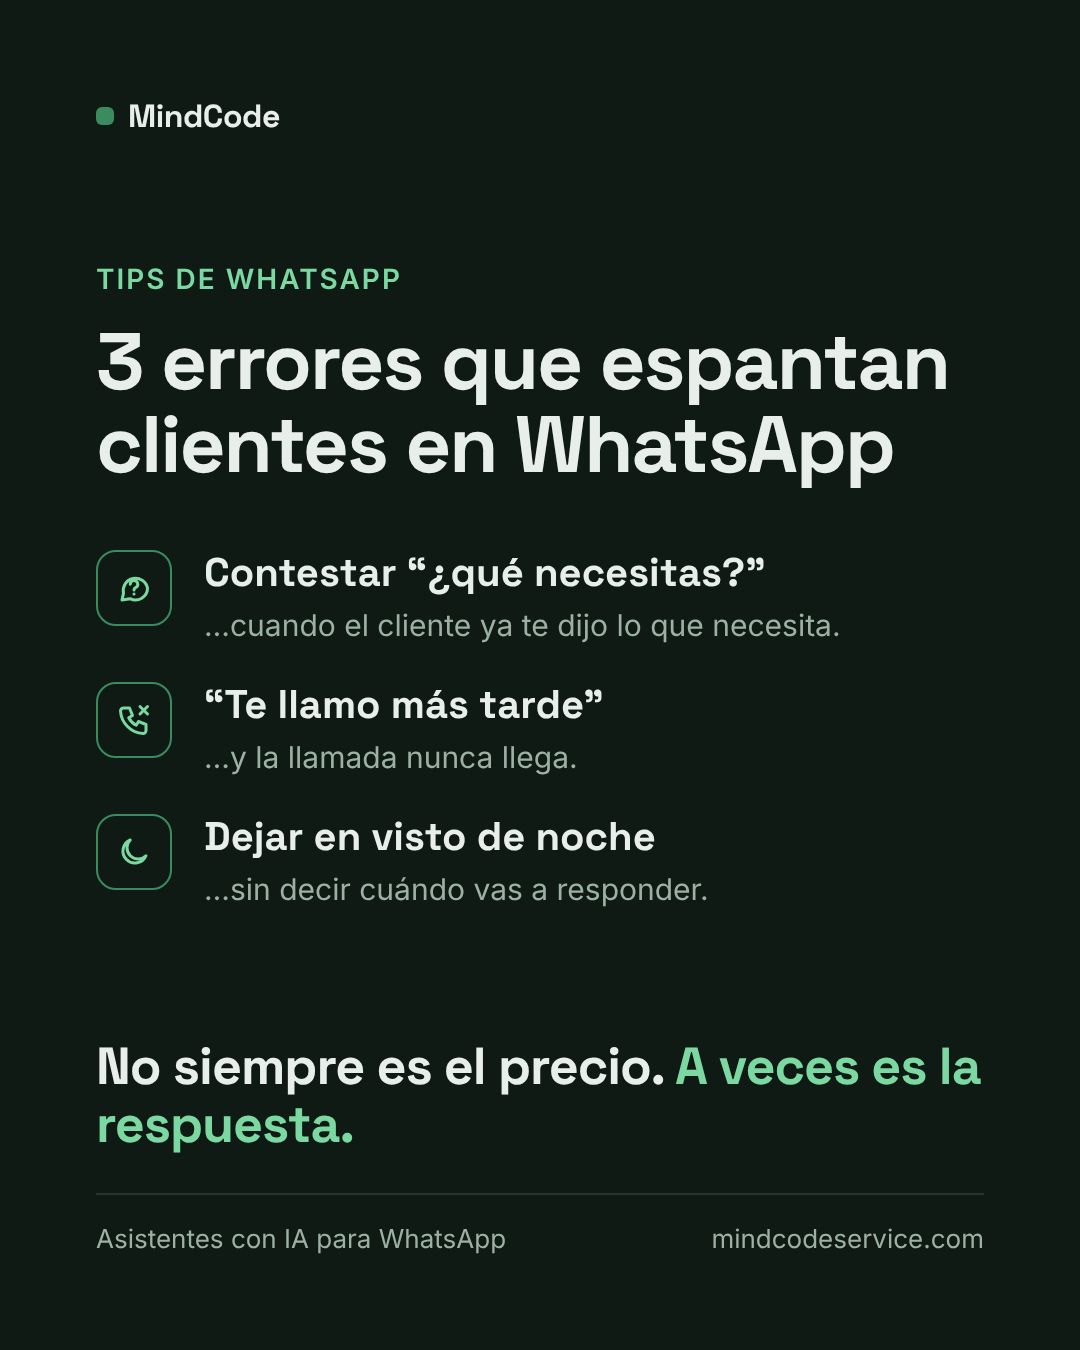 MindCode
TIPS DE WHATSAPP
3 errores que espantan
clientes en WhatsApp
Contestar “¿qué necesitas?”
...cuando el cliente ya te dijo lo que necesita.
“Te llamo más tarde”
...y la llamada nunca llega.
Dejar en visto de noche
...sin decir cuándo vas a responder.
No siempre es el precio. A veces es la
respuesta.
Asistentes con IA para WhatsApp
mindcodeservice.com